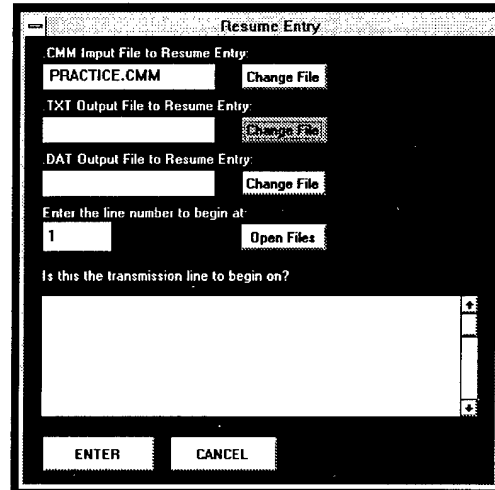 Resume Entry
.CMM Imput File to Resume Entry:
PRACTICE.CMM Change File
.TXT Output File to Resume Entry:
Change File
.DAT Output File to Resume Entry:
Change File
Enter the line number to begin at:
1 Open Files
Is this the transmission line to begin on?
ENTER CANCEL